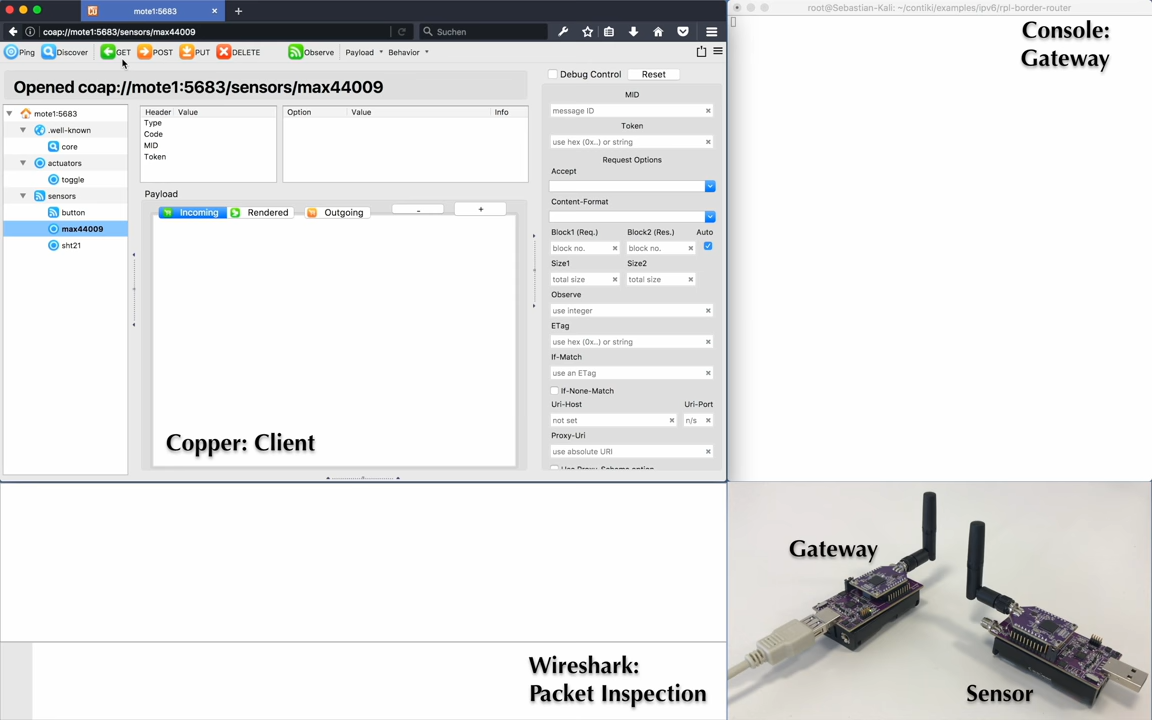 mote1:5683
coap://mote1:5683/sensors/max44009
Suchen
Ping
Discover
GET
POST
PUT
DELETE
Observe
Payload
Behavior
Opened coap://mote1:5683/sensors/max44009
mote1:5683
.well-known
core
actuators
toggle
sensors
button
max44009
sht21
Header Value
Type
Code
MID
Token
Option Value Info
Payload
Incoming
Rendered
Outgoing
-
+
Copper: Client
Debug Control
Reset
MID
message ID
Token
use hex (0x..) or string
Request Options
Accept
Content-Format
Block1 (Req.) Block2 (Res.) Auto
block no. block no.
Size1 Size2
total size total size
Observe
use integer
ETag
use hex (0x..) or string
If-Match
use an ETag
If-None-Match
Uri-Host Uri-Port
not set n/s
Proxy-Uri
use absolute URI
Use Proxy-Scheme option
root@Sebastian-Kali: ~/contiki/examples/ipv6/rpl-border-router
Console:
Gateway
Wireshark:
Packet Inspection
Gateway
Sensor